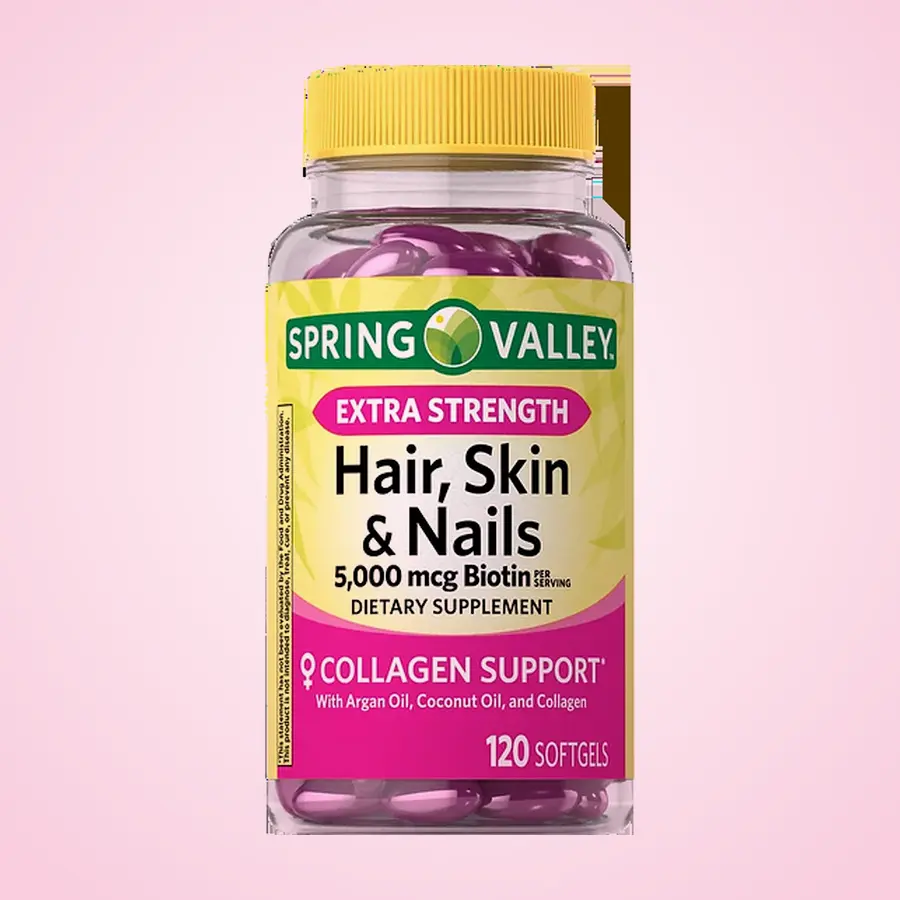 SPRING VALLEY™
EXTRA STRENGTH
Hair, Skin
& Nails
5,000 mcg Biotin PER SERVING
DIETARY SUPPLEMENT
♀ COLLAGEN SUPPORT*
With Argan Oil, Coconut Oil, and Collagen
120 SOFTGELS
*This statement has not been evaluated by the Food and Drug Administration.
This product is not intended to diagnose, treat, cure, or prevent any disease.